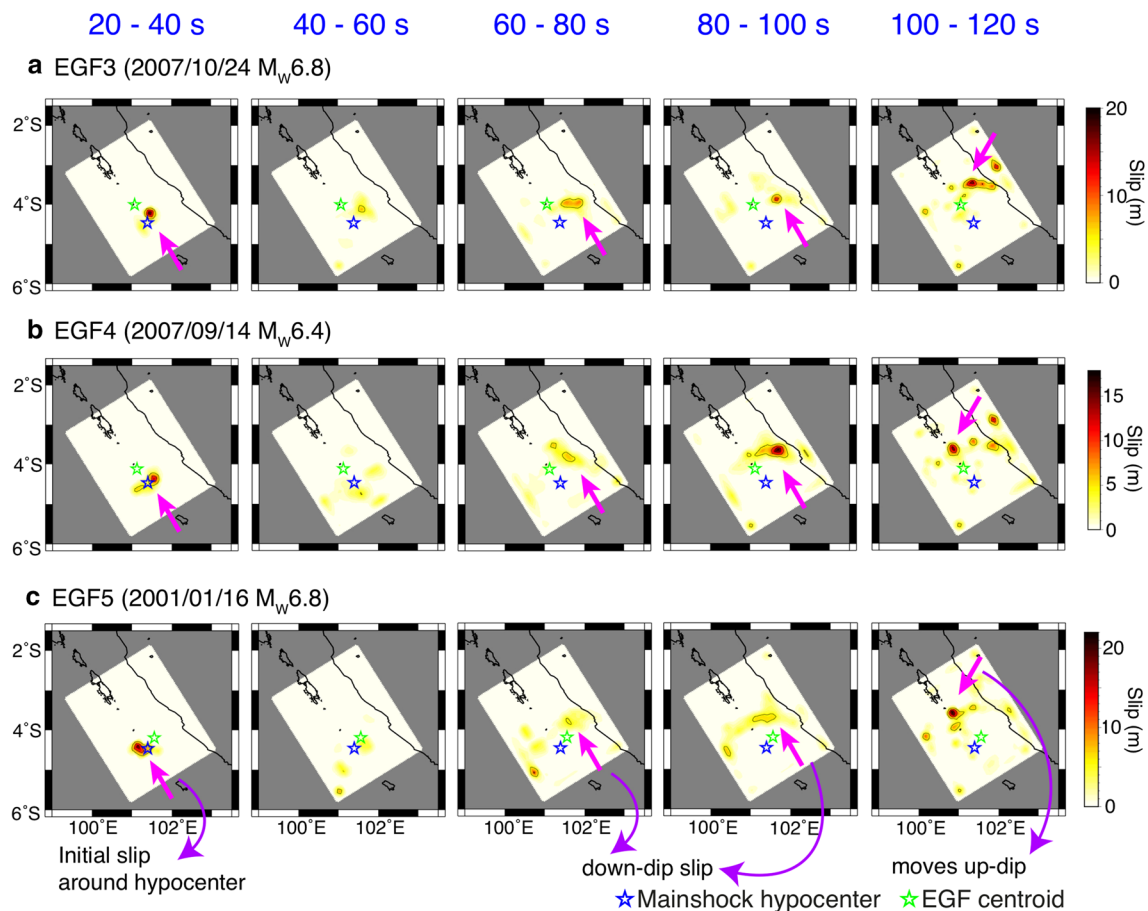 20 - 40 s
40 - 60 s
60 - 80 s
80 - 100 s
100 - 120 s
a EGF3 (2007/10/24 MW6.8)
2˚S
4˚S
6˚S
20
10
0
Slip (m)
b EGF4 (2007/09/14 MW6.4)
2˚S
4˚S
6˚S
15
10
5
0
Slip (m)
c EGF5 (2001/01/16 MW6.8)
2˚S
4˚S
6˚S
20
10
0
Slip (m)
100˚E 102˚E
100˚E 102˚E
100˚E 102˚E
100˚E 102˚E
100˚E 102˚E
Initial slip
around hypocenter
down-dip slip
moves up-dip
Mainshock hypocenter
EGF centroid